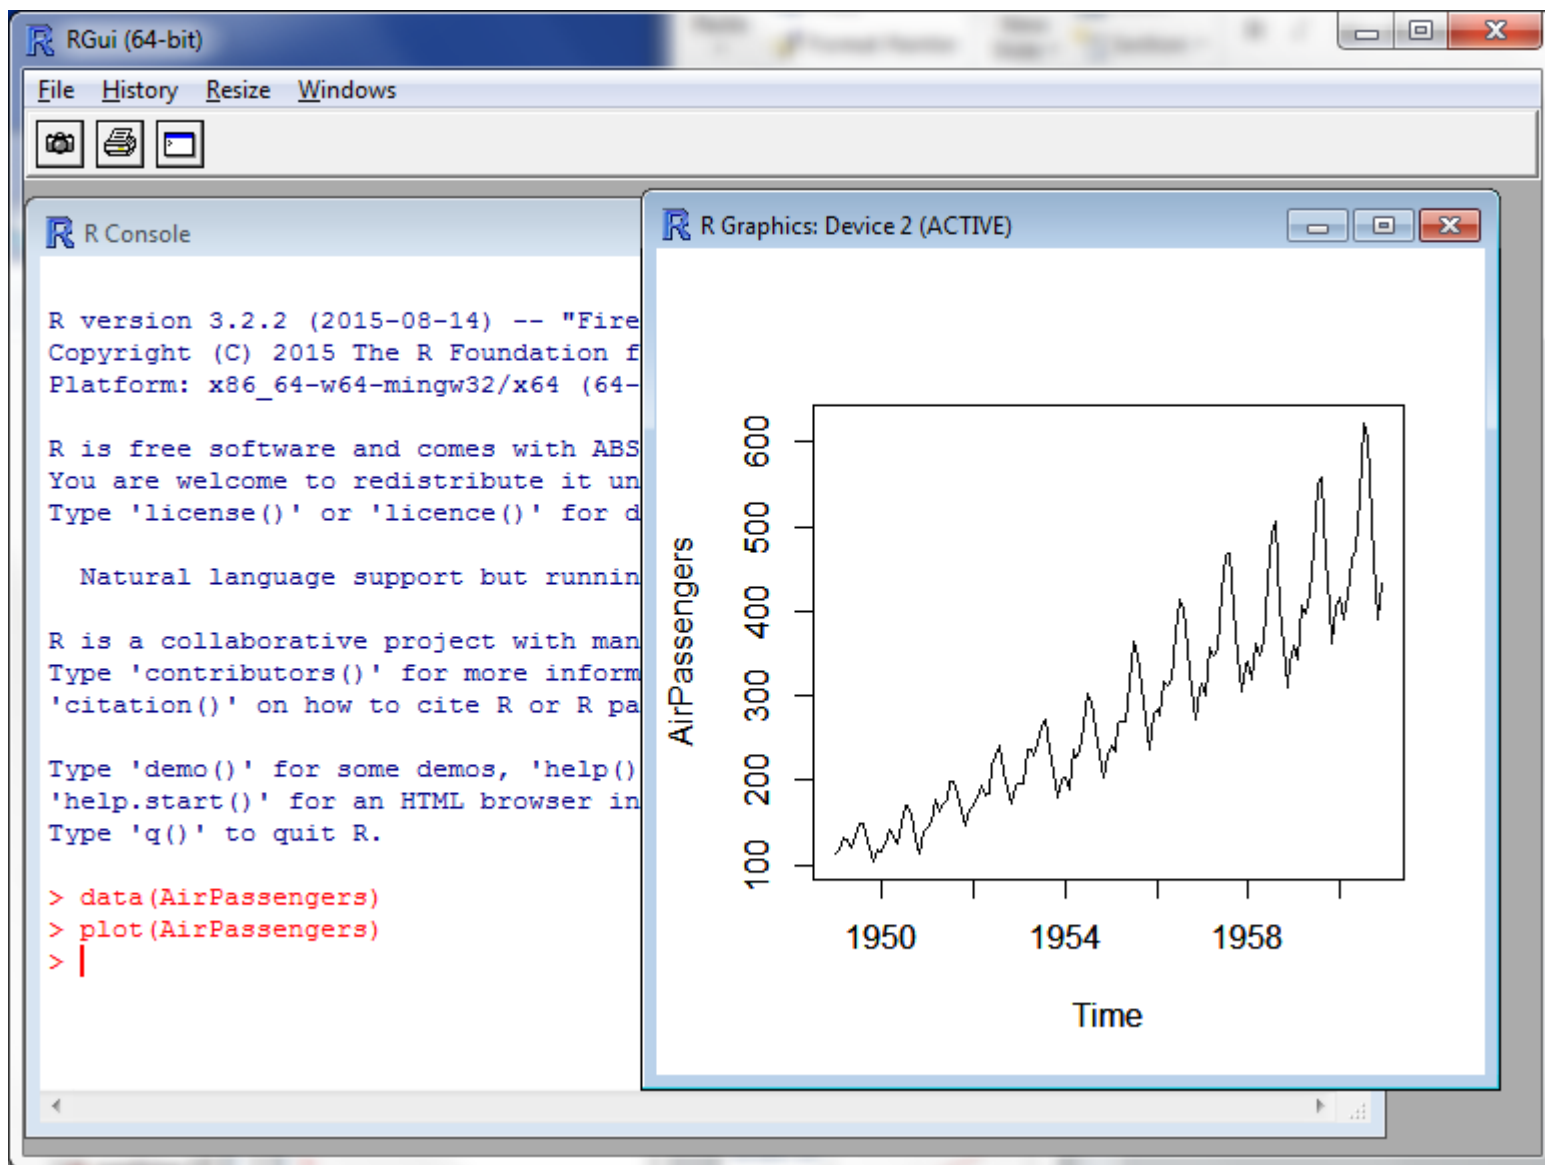 RGui (64-bit)
File History Resize Windows
R Console
R version 3.2.2 (2015-08-14) -- "Fire
Copyright (C) 2015 The R Foundation f
Platform: x86_64-w64-mingw32/x64 (64-
R is free software and comes with ABS
You are welcome to redistribute it un
Type 'license()' or 'licence()' for d
Natural language support but runnin
R is a collaborative project with man
Type 'contributors()' for more inform
'citation()' on how to cite R or R pa
Type 'demo()' for some demos, 'help()
'help.start()' for an HTML browser in
Type 'q()' to quit R.
> data(AirPassengers)
> plot(AirPassengers)
>
R Graphics: Device 2 (ACTIVE)
AirPassengers
600
500
400
300
200
100
1950 1954 1958
Time